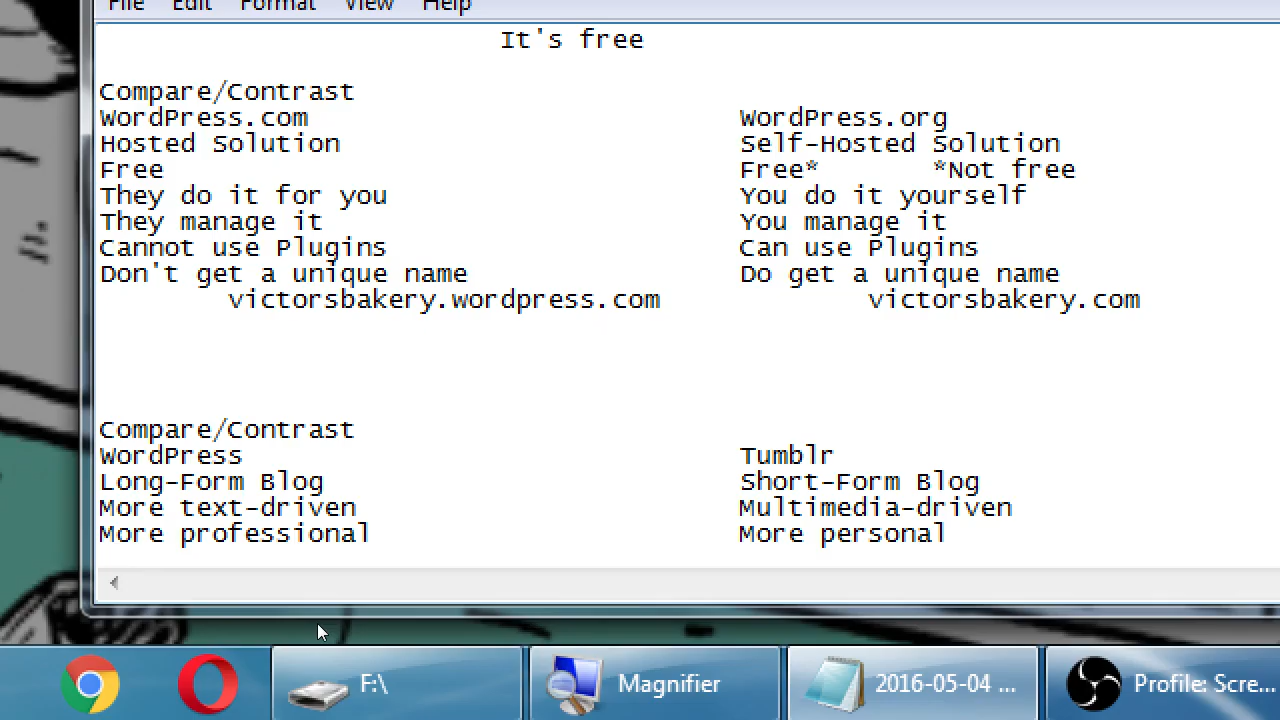 File Edit Format View Help
It's free
Compare/Contrast
WordPress.com WordPress.org
Hosted Solution Self-Hosted Solution
Free Free* *Not free
They do it for you You do it yourself
They manage it You manage it
Cannot use Plugins Can use Plugins
Don't get a unique name Do get a unique name
victorsbakery.wordpress.com victorsbakery.com
Compare/Contrast
WordPress Tumblr
Long-Form Blog Short-Form Blog
More text-driven Multimedia-driven
More professional More personal
F:\ Magnifier 2016-05-04 ... Profile: Scre...